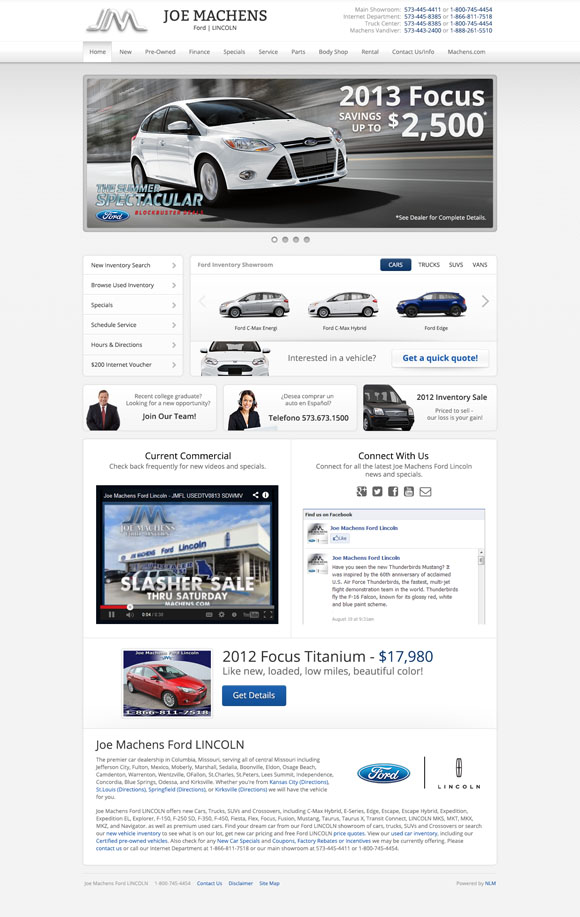 JM
JOE MACHENS
Ford | LINCOLN
Main Showroom: 573-445-4411 or 1-800-745-4454
Internet Department: 573-445-8385 or 1-866-811-7518
Truck Center: 573-445-8385 or 1-800-745-4454
Machens Vandiver: 573-443-2400 or 1-888-261-5510
Home New Pre-Owned Finance Specials Service Parts Body Shop Rental Contact Us/Info Machens.com
2013 Focus
SAVINGS UP TO $2,500*
THE SUMMER
SPECTACULAR
Ford BLOCKBUSTER DEALS
*See Dealer for Complete Details.
New Inventory Search
Browse Used Inventory
Specials
Schedule Service
Hours & Directions
$200 Internet Voucher
Ford Inventory Showroom CARS TRUCKS SUVS VANS
Ford C-Max Energi Ford C-Max Hybrid Ford Edge
Interested in a vehicle? Get a quick quote!
Recent college graduate?
Looking for a new opportunity?
Join Our Team!
¿Desea comprar un
auto en Español?
Telefono 573.673.1500
2012 Inventory Sale
Priced to sell -
our loss is your gain!
Current Commercial
Check back frequently for new videos and specials.
Joe Machens Ford Lincoln - JMFL USEDTV0813 SDWMV
JOE MACHENS
SLASHER SALE
THRU SATURDAY
MACHENS.COM
0:04 / 0:30
Connect With Us
Connect for all the latest Joe Machens Ford Lincoln
news and specials.
Find us on Facebook
Joe Machens Ford Lincoln
Like
Joe Machens Ford Lincoln
Have you seen the new Thunderbirds Mustang? It
was inspired by the 60th anniversary of acclaimed
U.S. Air Force Thunderbirds, the fastest, multi-jet
flight demonstration team in the world. Thunderbirds
fly the F-16 Falcon, known for its glossy red, white
and blue paint scheme.
Joe Machens Ford Lincoln
1-866-811-7518
2012 Focus Titanium - $17,980
Like new, loaded, low miles, beautiful color!
Get Details
Joe Machens Ford LINCOLN
The premier car dealership in Columbia, Missouri, serving all of central Missouri including
Jefferson City, Fulton, Mexico, Moberly, Marshall, Sedalia, Boonville, Eldon, Osage Beach,
Camdenton, Warrenton, Wentzville, OFallon, St.Charles, St.Peters, Lees Summit, Independence,
Concordia, Blue Springs, Odessa, and Kirksville. Whether you're from Kansas City (Directions),
St.Louis (Directions), Springfield (Directions), or Kirksville (Directions) we will have the vehicle
for you.
Ford
LINCOLN
Joe Machens Ford LINCOLN offers new Cars, Trucks, SUVs and Crossovers, including C-Max Hybrid, E-Series, Edge, Escape, Escape Hybrid, Expedition,
Expedition EL, Explorer, F-150, F-250 SD, F-350, F-450, Fiesta, Flex, Focus, Fusion, Mustang, Taurus, Taurus X, Transit Connect, LINCOLN MKS, MKT, MKX,
MKZ, and Navigator. as well as premium used cars. Find your dream car from our Ford LINCOLN showroom of cars, trucks, SUVs and Crossovers or search
our new vehicle inventory to see what is on our lot, get new car pricing and free Ford LINCOLN price quotes. View our used car inventory, including our
Certified pre-owned vehicles. Also check for any New Car Specials and Coupons, Factory Rebates or Incentives we may be currently offering. Please
contact us or call our Internet Department at 1-866-811-7518 or our main showroom at 573-445-4411 or 1-800-745-4454.
Joe Machens Ford LINCOLN 1-800-745-4454 Contact Us Disclaimer Site Map Powered by NLM